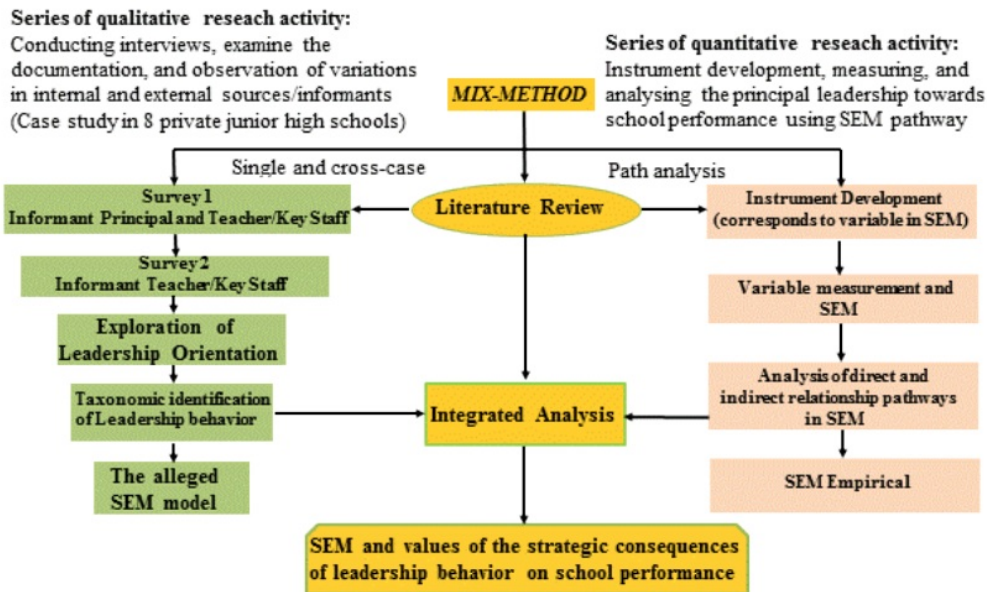 Series of qualitative reseach activity:
Conducting interviews, examine the
documentation, and observation of variations
in internal and external sources/informants
(Case study in 8 private junior high schools)
MIX-METHOD
Series of quantitative reseach activity:
Instrument development, measuring, and
analysing the principal leadership towards
school performance using SEM pathway
Single and cross-case
Path analysis
Survey 1
Informant Principal and Teacher/Key Staff
Literature Review
Instrument Development
(corresponds to variable in SEM)
Survey 2
Informant Teacher/Key Staff
Variable measurement and
SEM
Exploration of
Leadership Orientation
Taxonomic identification
of Leadership behavior
Integrated Analysis
Analysis of direct and
indirect relationship pathways
in SEM
The alleged
SEM model
SEM Empirical
SEM and values of the strategic consequences
of leadership behavior on school performance